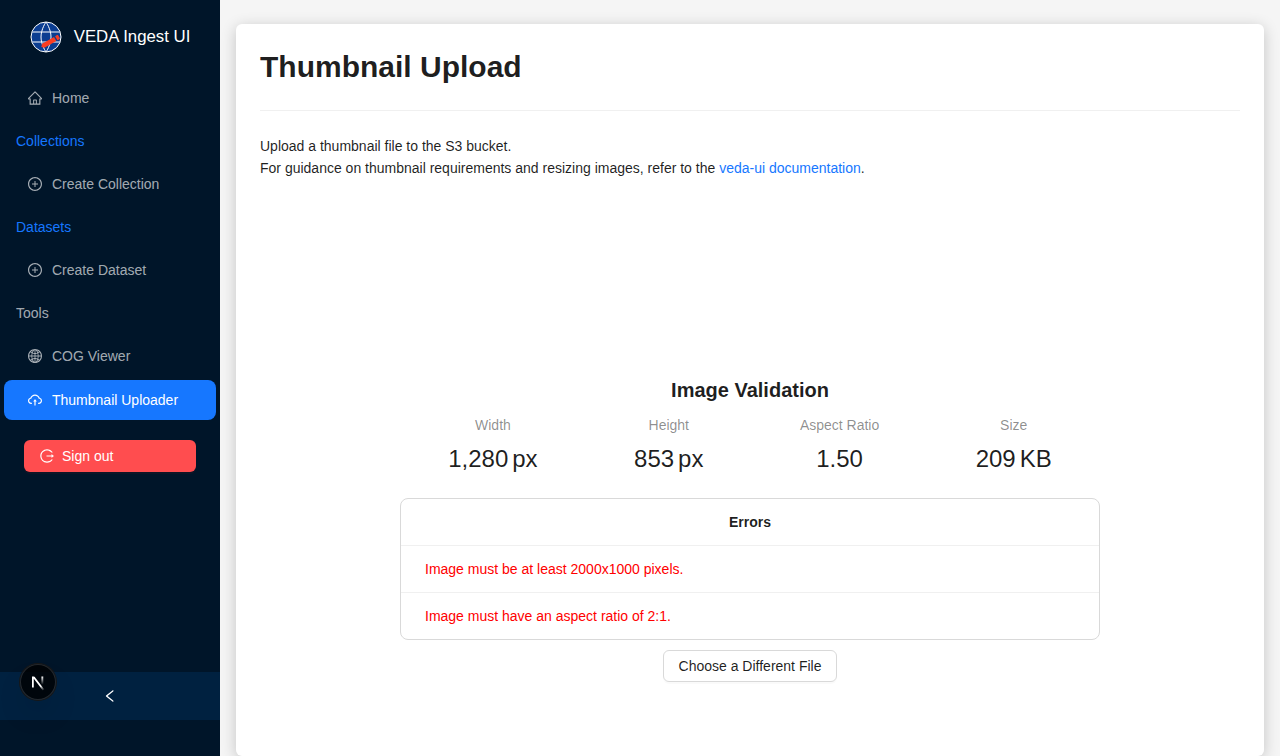 VEDA Ingest UI
Home
Collections
Create Collection
Datasets
Create Dataset
Tools
COG Viewer
Thumbnail Uploader
Sign out
N
Thumbnail Upload
Upload a thumbnail file to the S3 bucket.
For guidance on thumbnail requirements and resizing images, refer to the veda-ui documentation.
Image Validation
Width Height Aspect Ratio Size
1,280 px 853 px 1.50 209 KB
Errors
Image must be at least 2000x1000 pixels.
Image must have an aspect ratio of 2:1.
Choose a Different File